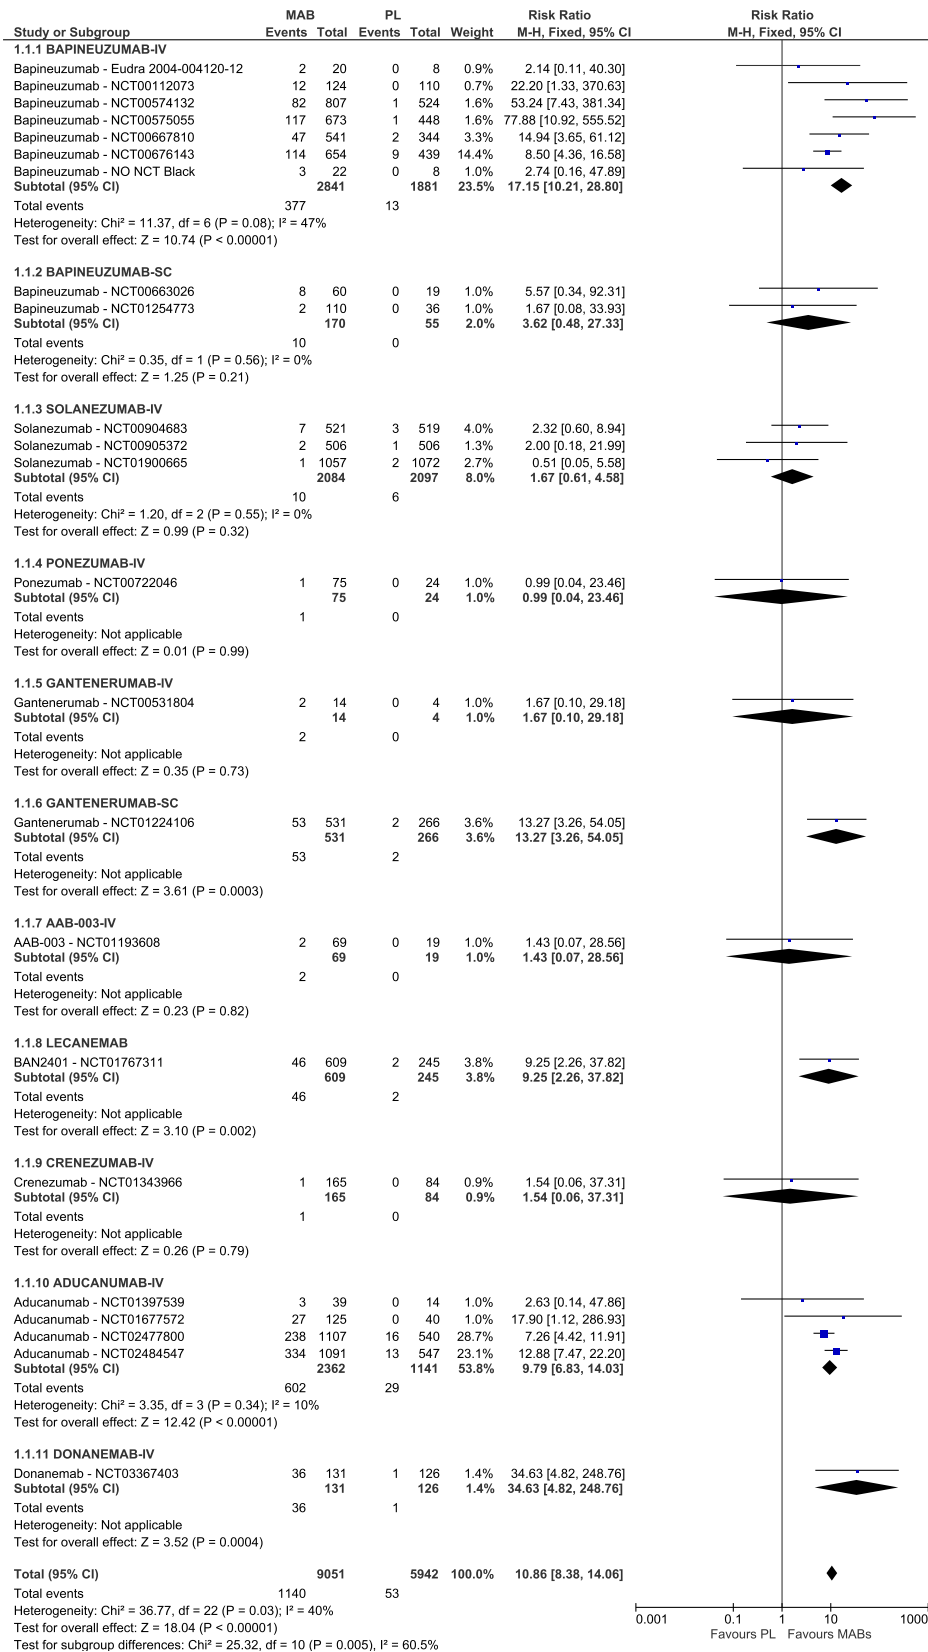 MAB PL Risk Ratio Risk Ratio
Study or Subgroup Events Total Events Total Weight M-H, Fixed, 95% CI M-H, Fixed, 95% CI
1.1.1 BAPINEUZUMAB-IV
Bapineuzumab - Eudra 2004-004120-12 2 20 0 8 0.9% 2.14 [0.11, 40.30]
Bapineuzumab - NCT00112073 12 124 0 110 0.7% 22.20 [1.33, 370.63]
Bapineuzumab - NCT00574132 82 807 1 524 1.6% 53.24 [7.43, 381.34]
Bapineuzumab - NCT00575055 117 673 1 448 1.6% 77.88 [10.92, 555.52]
Bapineuzumab - NCT00667810 47 541 2 344 3.3% 14.94 [3.65, 61.12]
Bapineuzumab - NCT00676143 114 654 9 439 14.4% 8.50 [4.36, 16.58]
Bapineuzumab - NO NCT Black 3 22 0 8 1.0% 2.74 [0.16, 47.89]
Subtotal (95% CI) 2841 1881 23.5% 17.15 [10.21, 28.80]
Total events 377 13
Heterogeneity: Chi² = 11.37, df = 6 (P = 0.08); I² = 47%
Test for overall effect: Z = 10.74 (P < 0.00001)
1.1.2 BAPINEUZUMAB-SC
Bapineuzumab - NCT00663026 8 60 0 19 1.0% 5.57 [0.34, 92.31]
Bapineuzumab - NCT01254773 2 110 0 36 1.0% 1.67 [0.08, 33.93]
Subtotal (95% CI) 170 55 2.0% 3.62 [0.48, 27.33]
Total events 10 0
Heterogeneity: Chi² = 0.35, df = 1 (P = 0.56); I² = 0%
Test for overall effect: Z = 1.25 (P = 0.21)
1.1.3 SOLANEZUMAB-IV
Solanezumab - NCT00904683 7 521 3 519 4.0% 2.32 [0.60, 8.94]
Solanezumab - NCT00905372 2 506 1 506 1.3% 2.00 [0.18, 21.99]
Solanezumab - NCT01900665 1 1057 2 1072 2.7% 0.51 [0.05, 5.58]
Subtotal (95% CI) 2084 2097 8.0% 1.67 [0.61, 4.58]
Total events 10 6
Heterogeneity: Chi² = 1.20, df = 2 (P = 0.55); I² = 0%
Test for overall effect: Z = 0.99 (P = 0.32)
1.1.4 PONEZUMAB-IV
Ponezumab - NCT00722046 1 75 0 24 1.0% 0.99 [0.04, 23.46]
Subtotal (95% CI) 75 24 1.0% 0.99 [0.04, 23.46]
Total events 1 0
Heterogeneity: Not applicable
Test for overall effect: Z = 0.01 (P = 0.99)
1.1.5 GANTENERUMAB-IV
Gantenerumab - NCT00531804 2 14 0 4 1.0% 1.67 [0.10, 29.18]
Subtotal (95% CI) 14 4 1.0% 1.67 [0.10, 29.18]
Total events 2 0
Heterogeneity: Not applicable
Test for overall effect: Z = 0.35 (P = 0.73)
1.1.6 GANTENERUMAB-SC
Gantenerumab - NCT01224106 53 531 2 266 3.6% 13.27 [3.26, 54.05]
Subtotal (95% CI) 531 266 3.6% 13.27 [3.26, 54.05]
Total events 53 2
Heterogeneity: Not applicable
Test for overall effect: Z = 3.61 (P = 0.0003)
1.1.7 AAB-003-IV
AAB-003 - NCT01193608 2 69 0 19 1.0% 1.43 [0.07, 28.56]
Subtotal (95% CI) 69 19 1.0% 1.43 [0.07, 28.56]
Total events 2 0
Heterogeneity: Not applicable
Test for overall effect: Z = 0.23 (P = 0.82)
1.1.8 LECANEMAB
BAN2401 - NCT01767311 46 609 2 245 3.8% 9.25 [2.26, 37.82]
Subtotal (95% CI) 609 245 3.8% 9.25 [2.26, 37.82]
Total events 46 2
Heterogeneity: Not applicable
Test for overall effect: Z = 3.10 (P = 0.002)
1.1.9 CRENEZUMAB-IV
Crenezumab - NCT01343966 1 165 0 84 0.9% 1.54 [0.06, 37.31]
Subtotal (95% CI) 165 84 0.9% 1.54 [0.06, 37.31]
Total events 1 0
Heterogeneity: Not applicable
Test for overall effect: Z = 0.26 (P = 0.79)
1.1.10 ADUCANUMAB-IV
Aducanumab - NCT01397539 3 39 0 14 1.0% 2.63 [0.14, 47.86]
Aducanumab - NCT01677572 27 125 0 40 1.0% 17.90 [1.12, 286.93]
Aducanumab - NCT02477800 238 1107 16 540 28.7% 7.26 [4.42, 11.91]
Aducanumab - NCT02484547 334 1091 13 547 23.1% 12.88 [7.47, 22.20]
Subtotal (95% CI) 2362 1141 53.8% 9.79 [6.83, 14.03]
Total events 602 29
Heterogeneity: Chi² = 3.35, df = 3 (P = 0.34); I² = 10%
Test for overall effect: Z = 12.42 (P < 0.00001)
1.1.11 DONANEMAB-IV
Donanemab - NCT03367403 36 131 1 126 1.4% 34.63 [4.82, 248.76]
Subtotal (95% CI) 131 126 1.4% 34.63 [4.82, 248.76]
Total events 36 1
Heterogeneity: Not applicable
Test for overall effect: Z = 3.52 (P = 0.0004)
Total (95% CI) 9051 5942 100.0% 10.86 [8.38, 14.06]
Total events 1140 53
Heterogeneity: Chi² = 36.77, df = 22 (P = 0.03); I² = 40%
Test for overall effect: Z = 18.04 (P < 0.00001)
Test for subgroup differences: Chi² = 25.32, df = 10 (P = 0.005), I² = 60.5%
0.001 0.1 1 10 1000
Favours PL Favours MABs